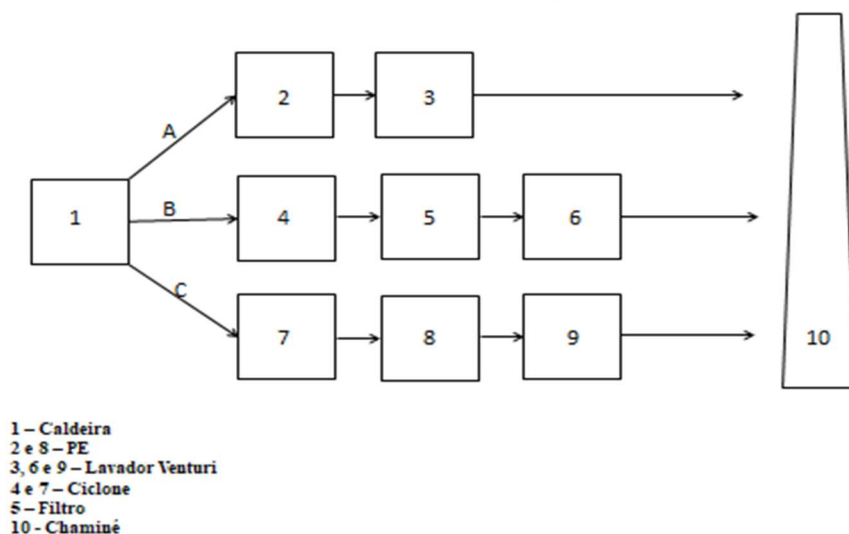 A
2
3
B
1
4
5
6
C
7
8
9
10
1 – Caldeira
2 e 8 – PE
3, 6 e 9 – Lavador Venturi
4 e 7 – Ciclone
5 – Filtro
10 - Chaminé